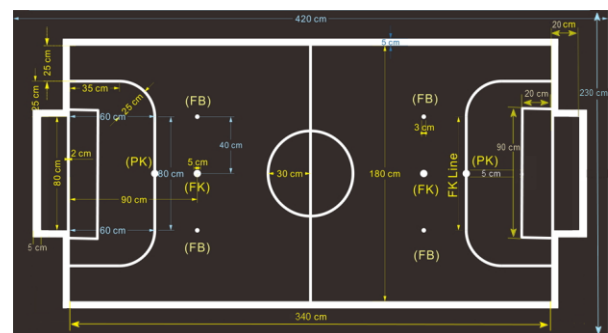 420 cm
20 cm
5 cm
25 cm
35 cm
(FB)
(FB)
230 cm
25 cm
25 cm
60 cm
20 cm
3 cm
40 cm
2 cm
(PK)
5 cm
30 cm
180 cm
FK Line
(PK)
90 cm
80 cm
80 cm
(FK)
(FK)
5 cm
90 cm
60 cm
(FB)
(FB)
5 cm
340 cm